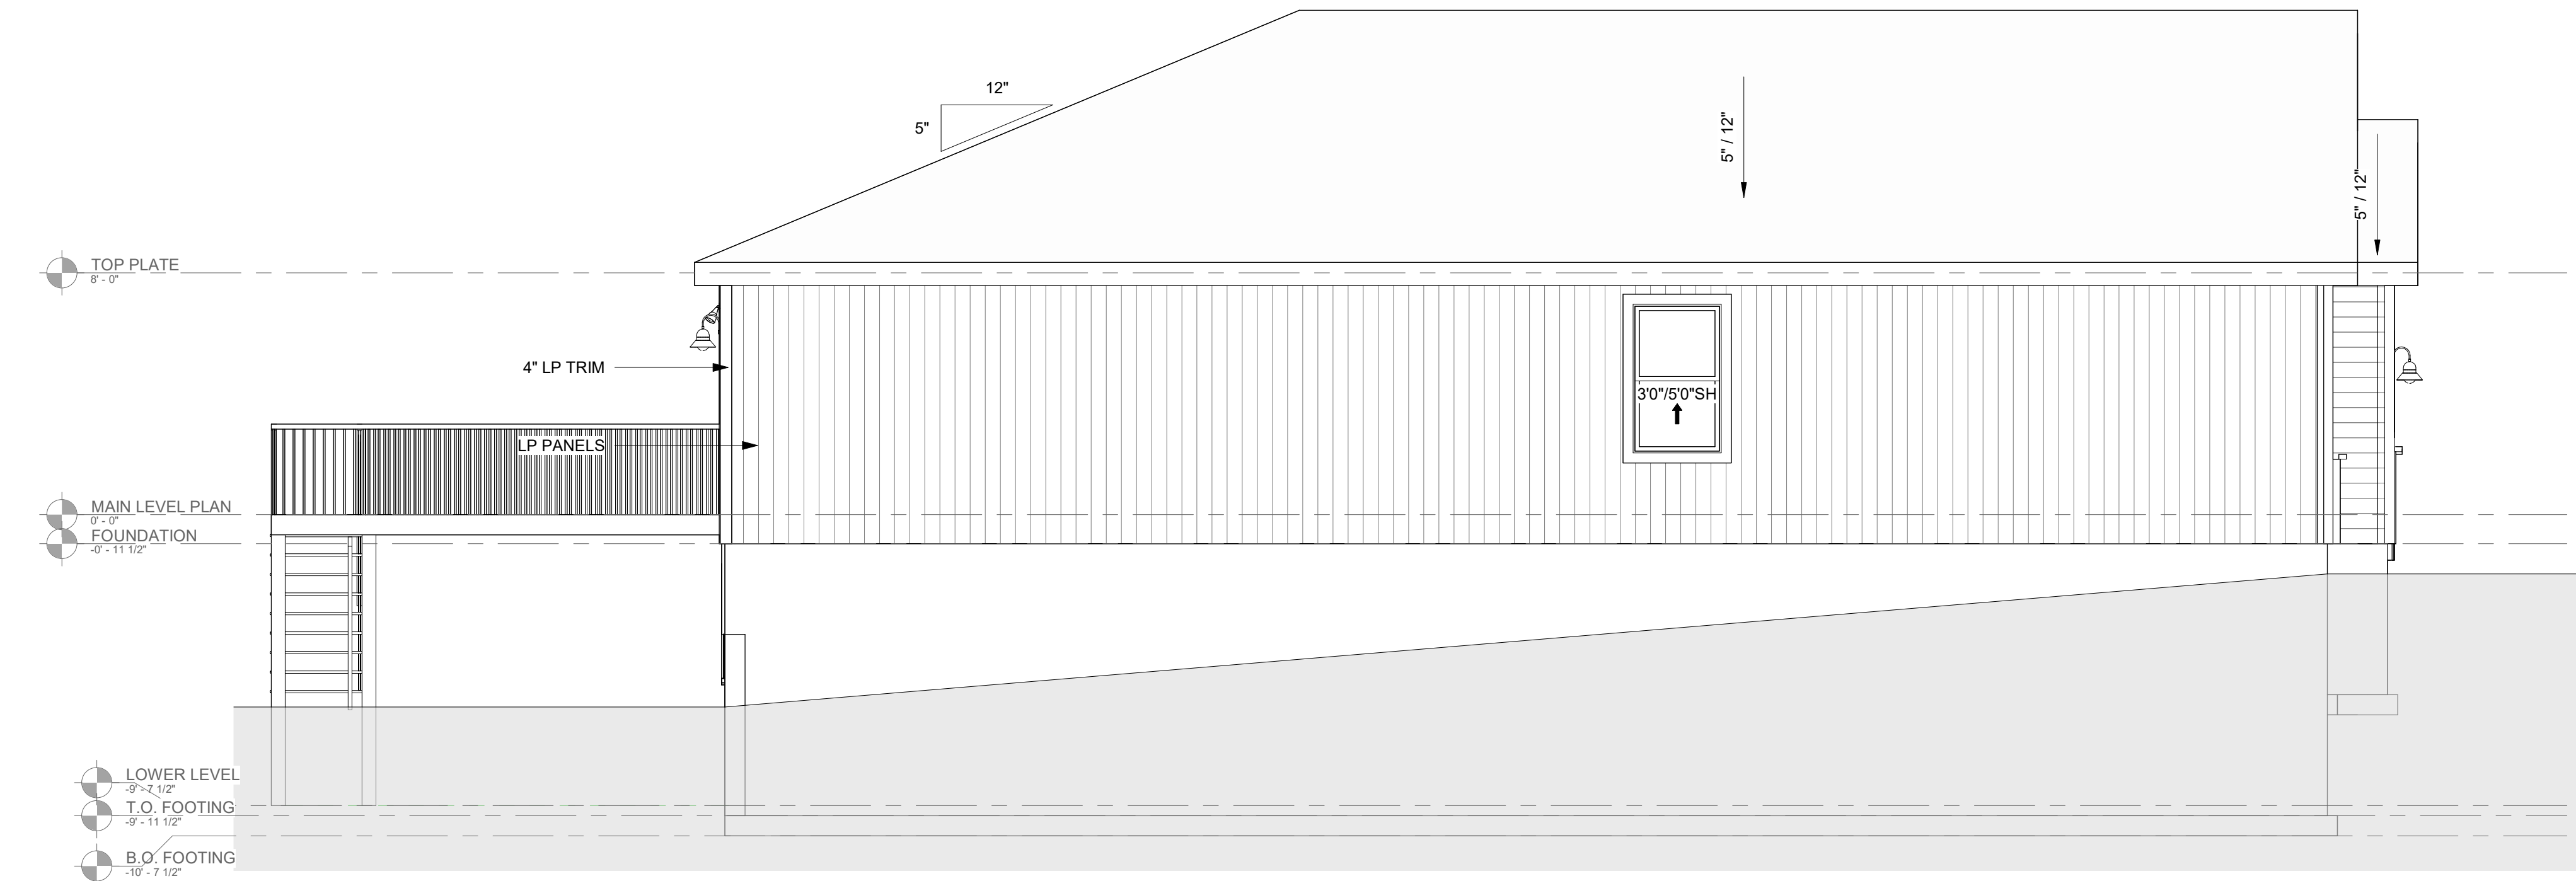 12"
5"
5" / 12"
5" / 12"
TOP PLATE
8' - 0"
4" LP TRIM
3'0"/5'0"SH
LP PANELS
MAIN LEVEL PLAN
0' - 0"
FOUNDATION
-0' - 11 1/2"
LOWER LEVEL
-9' - 7 1/2"
T.O. FOOTING
-9' - 11 1/2"
B.O. FOOTING
-10' - 7 1/2"